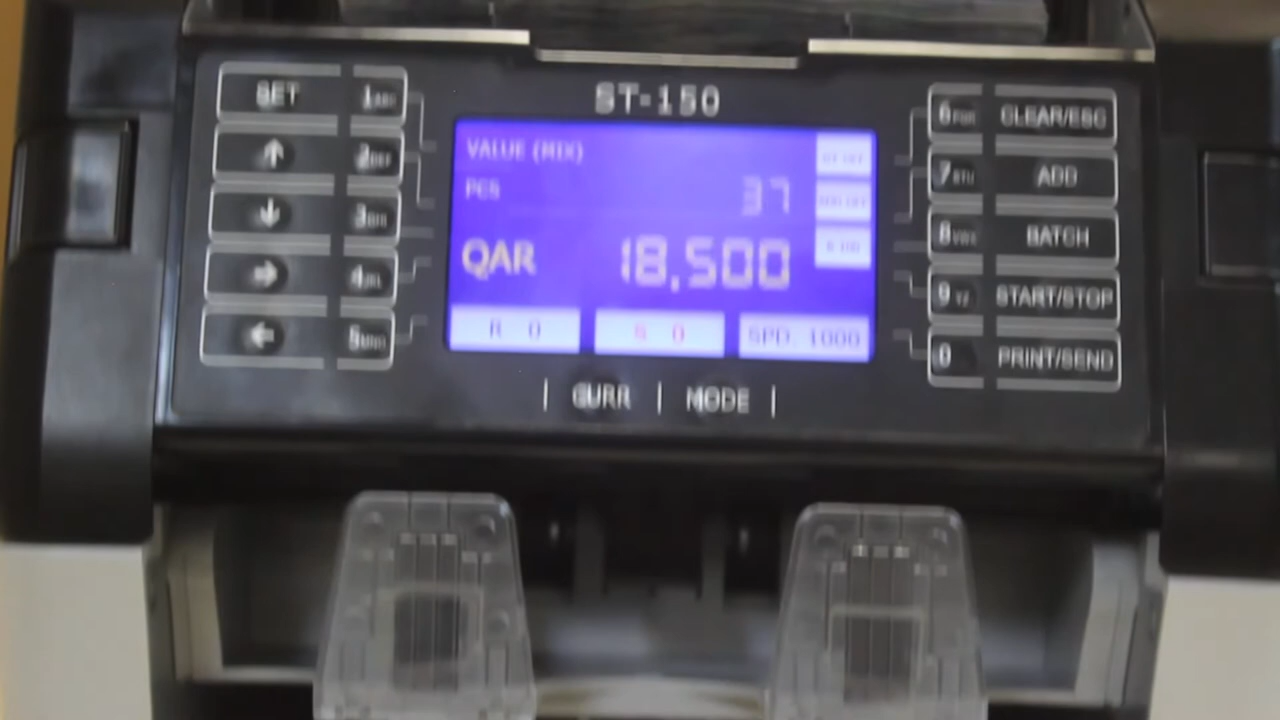 ST-150
SET 1
2
3
4
5
VALUE (MIX)
PCS 37
QAR 18,500
R 0 S 0 SPD 1000
CURR MODE
6 CLEAR/ESC
7 ADD
8 BATCH
9 YZ START/STOP
0 PRINT/SEND